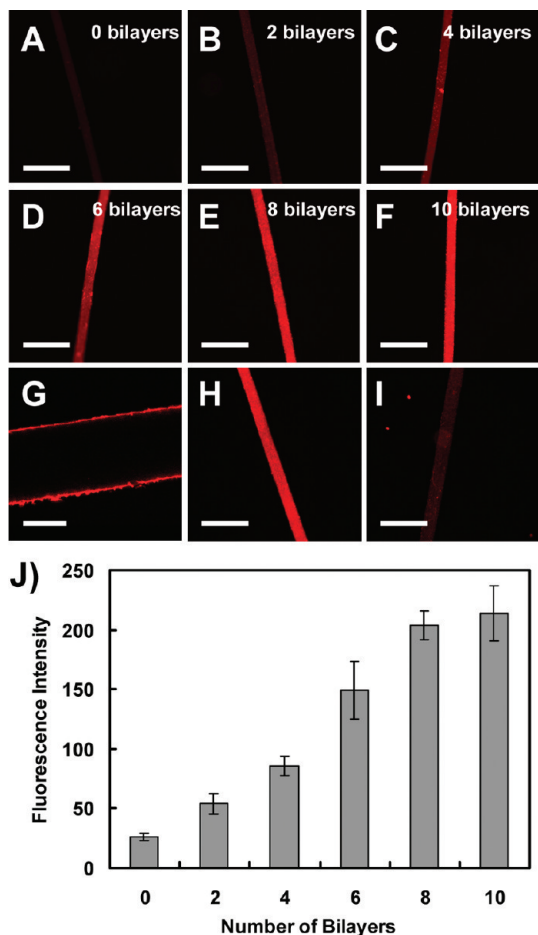 A 0 bilayers
B 2 bilayers
C 4 bilayers
D 6 bilayers
E 8 bilayers
F 10 bilayers
G
H
I
J)
Fluorescence Intensity
250
200
150
100
50
0
0 2 4 6 8 10
Number of Bilayers